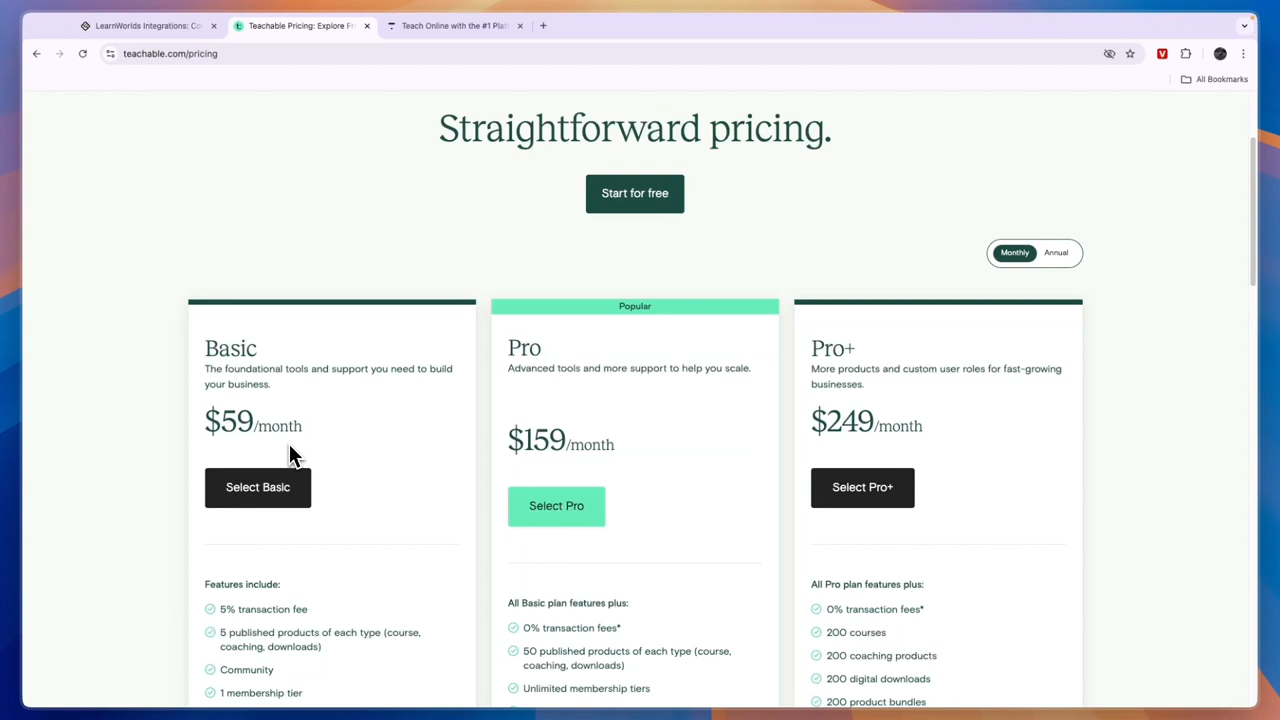 LearnWorlds Integrations: Co
Teachable Pricing: Explore Fr
Teach Online with the #1 Plat
teachable.com/pricing
All Bookmarks
Straightforward pricing.
Start for free
Monthly
Annual
Basic
The foundational tools and support you need to build
your business.
$59/month
Select Basic
Features include:
5% transaction fee
5 published products of each type (course,
coaching, downloads)
Community
1 membership tier
Popular
Pro
Advanced tools and more support to help you scale.
$159/month
Select Pro
All Basic plan features plus:
0% transaction fees*
50 published products of each type (course,
coaching, downloads)
Unlimited membership tiers
Pro+
More products and custom user roles for fast-growing
businesses.
$249/month
Select Pro+
All Pro plan features plus:
0% transaction fees*
200 courses
200 coaching products
200 digital downloads
200 product bundles